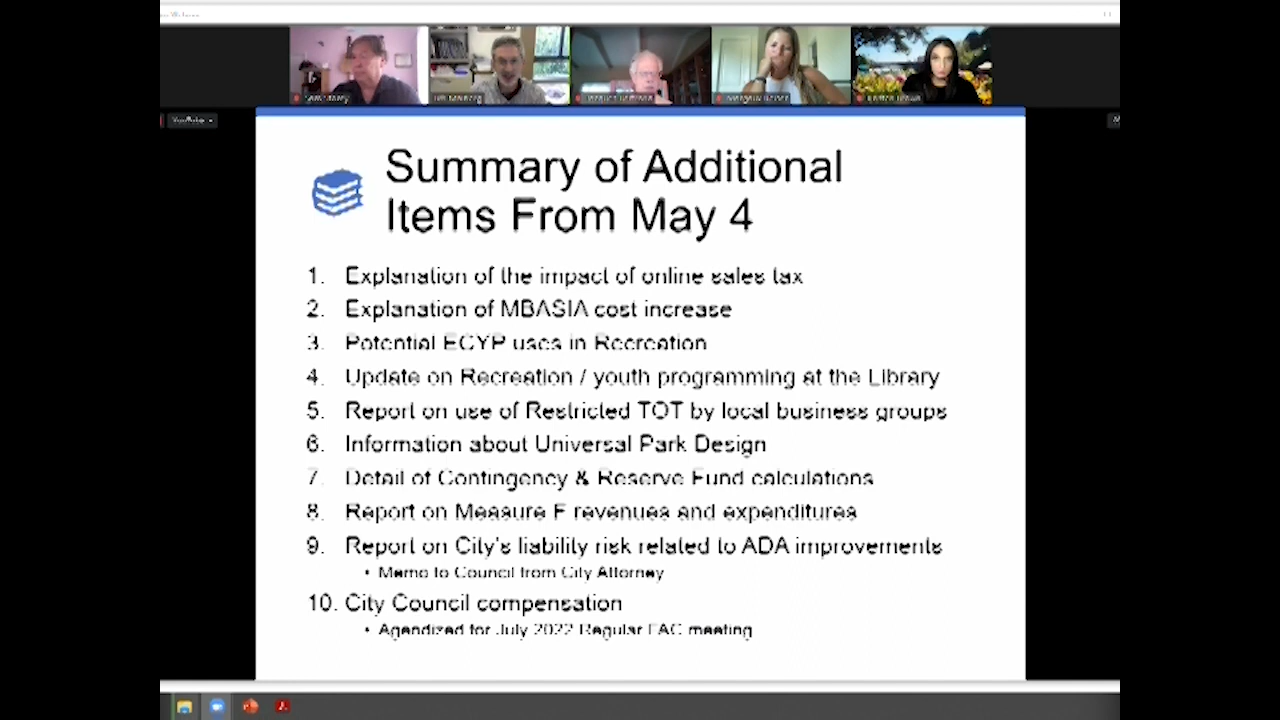 Summary of Additional
Items From May 4
1. Explanation of the impact of online sales tax
2. Explanation of MBASIA cost increase
3. Potential ECYP uses in Recreation
4. Update on Recreation / youth programming at the Library
5. Report on use of Restricted TOT by local business groups
6. Information about Universal Park Design
7. Detail of Contingency & Reserve Fund calculations
8. Report on Measure F revenues and expenditures
9. Report on City's liability risk related to ADA improvements
• Memo to Council from City Attorney
10. City Council compensation
• Agendized for July 2022 Regular FAC meeting